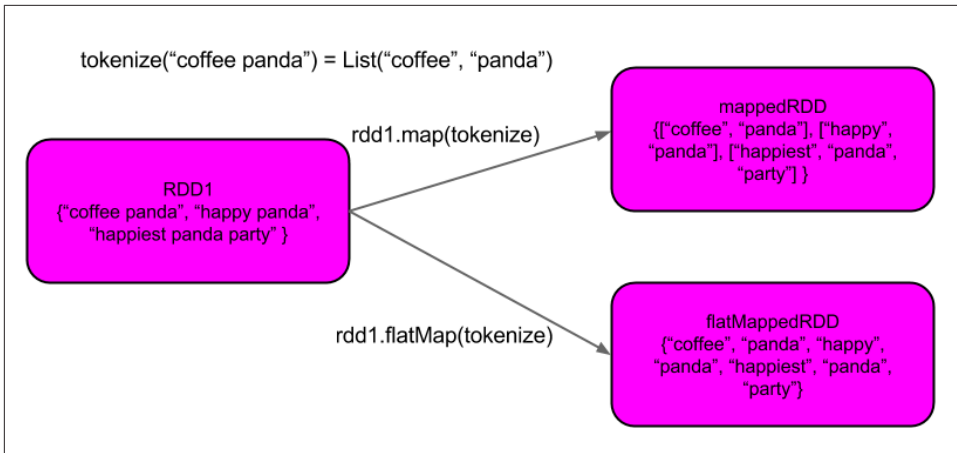 tokenize(“coffee panda”) = List(“coffee”, “panda”)
mappedRDD
{[“coffee”, “panda”], [“happy”,
“panda”], [“happiest”, “panda”,
“party”] }
rdd1.map(tokenize)
RDD1
{“coffee panda”, “happy panda”,
“happiest panda party” }
rdd1.flatMap(tokenize)
flatMappedRDD
{“coffee”, “panda”, “happy”,
“panda”, “happiest”, “panda”,
“party”}